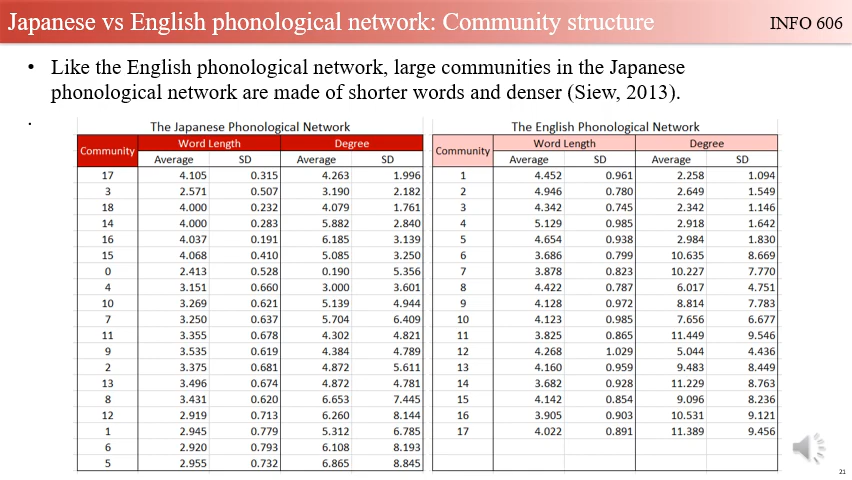 Japanese vs English phonological network: Community structure
INFO 606
• Like the English phonological network, large communities in the Japanese
phonological network are made of shorter words and denser (Siew, 2013).
.
The Japanese Phonological Network
Community Word Length Degree
Average SD Average SD
17 4.105 0.315 4.263 1.996
3 2.571 0.507 3.190 2.182
18 4.000 0.232 4.079 1.761
14 4.000 0.283 5.882 2.840
16 4.037 0.191 6.185 3.139
15 4.068 0.410 5.085 3.250
0 2.413 0.528 0.190 5.356
4 3.151 0.660 3.000 3.601
10 3.269 0.621 5.139 4.944
7 3.250 0.637 5.704 6.409
11 3.355 0.678 4.302 4.821
9 3.535 0.619 4.384 4.789
2 3.375 0.681 4.872 5.611
13 3.496 0.674 4.872 4.781
8 3.431 0.620 6.653 7.445
12 2.919 0.713 6.260 8.144
1 2.945 0.779 5.312 6.785
6 2.920 0.793 6.108 8.193
5 2.955 0.732 6.865 8.845
The English Phonological Network
Community Word Length Degree
Average SD Average SD
1 4.452 0.961 2.258 1.094
2 4.946 0.780 2.649 1.549
3 4.342 0.745 2.342 1.146
4 5.129 0.985 2.918 1.642
5 4.654 0.938 2.984 1.830
6 3.686 0.799 10.635 8.669
7 3.878 0.823 10.227 7.770
8 4.422 0.787 6.017 4.751
9 4.128 0.972 8.814 7.783
10 4.123 0.985 7.656 6.677
11 3.825 0.865 11.449 9.546
12 4.268 1.029 5.044 4.436
13 4.160 0.959 9.483 8.449
14 3.682 0.928 11.229 8.763
15 4.142 0.854 9.096 8.236
16 3.905 0.903 10.531 9.121
17 4.022 0.891 11.389 9.456
21